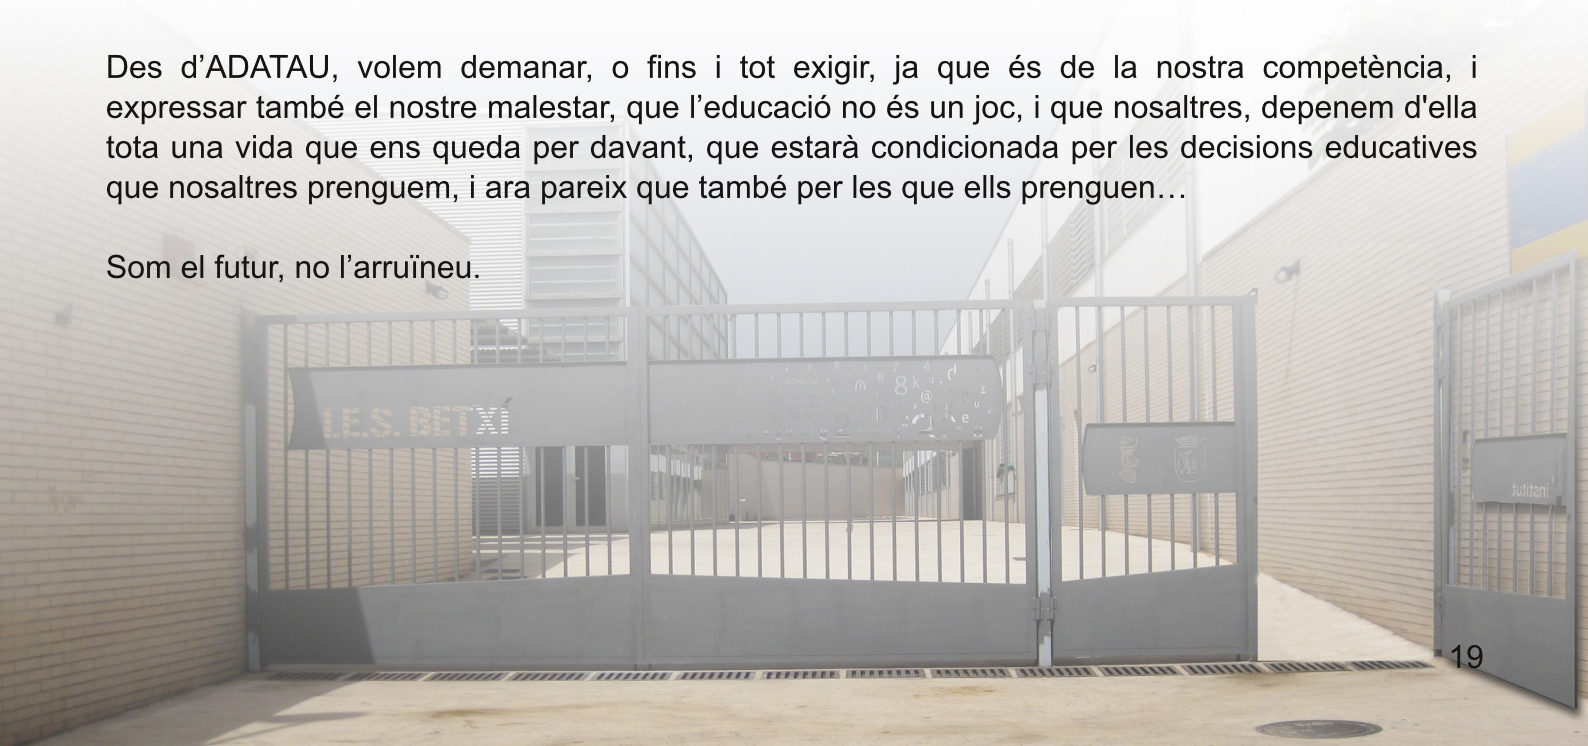 Des d’ADATAU, volem demanar, o fins i tot exigir, ja que és de la nostra competència, i
expressar també el nostre malestar, que l’educació no és un joc, i que nosaltres, depenem d'ella
tota una vida que ens queda per davant, que estarà condicionada per les decisions educatives
que nosaltres prenguem, i ara pareix que també per les que ells prenguen…
Som el futur, no l’arruïneu.
I.E.S. BETXÍ
institut
19